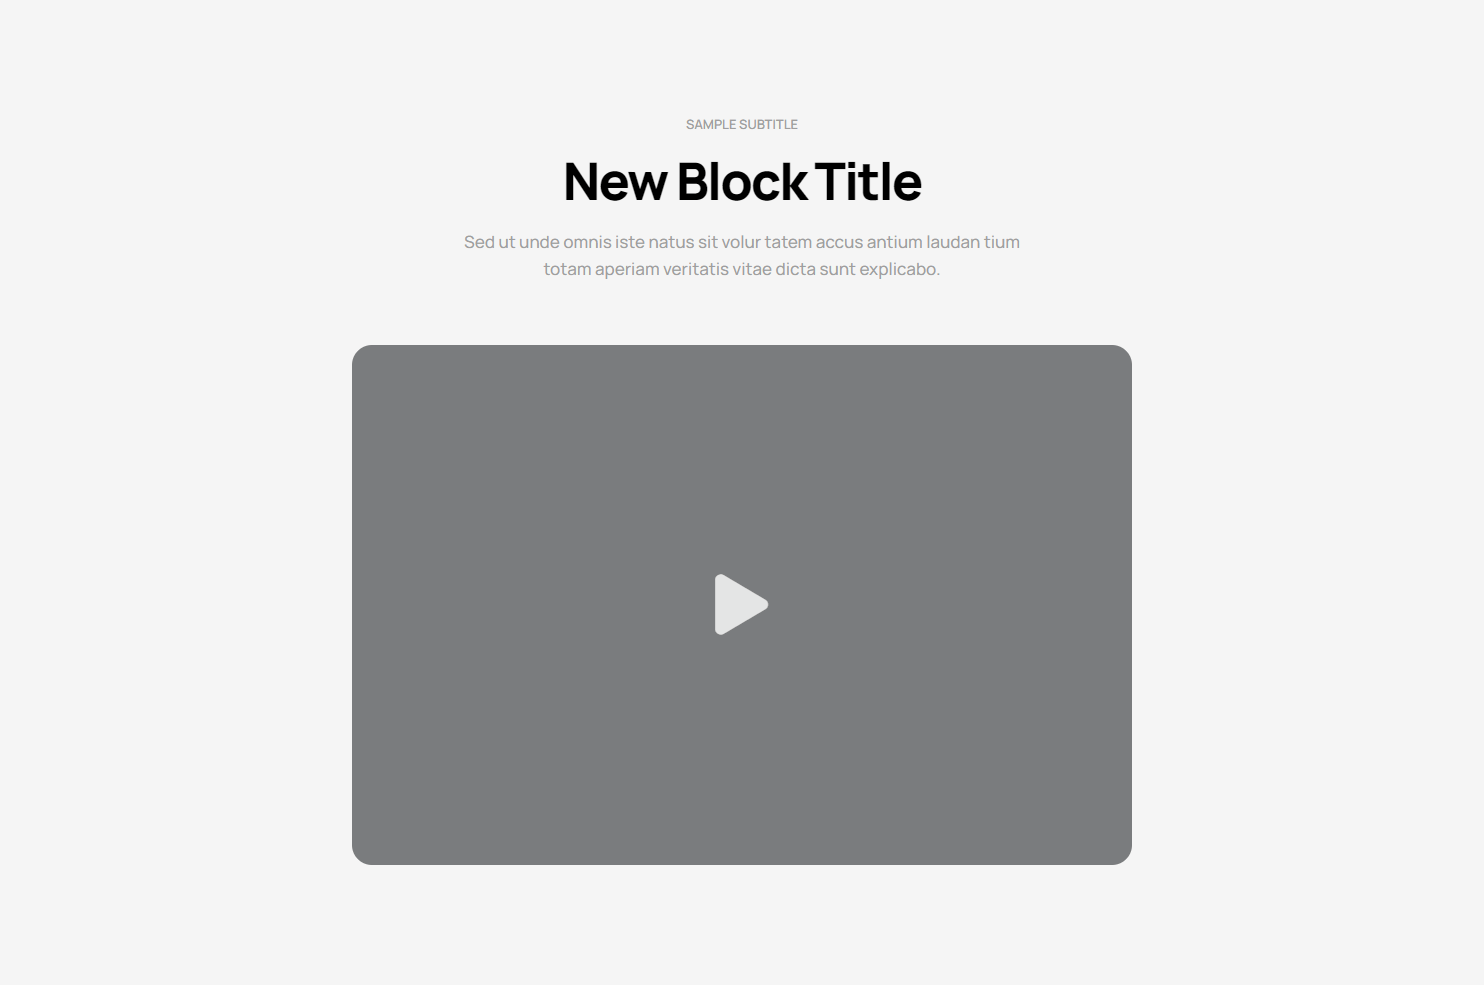 SAMPLE SUBTITLE
New Block Title
Sed ut unde omnis iste natus sit volur tatem accus antium laudan tium
totam aperiam veritatis vitae dicta sunt explicabo.